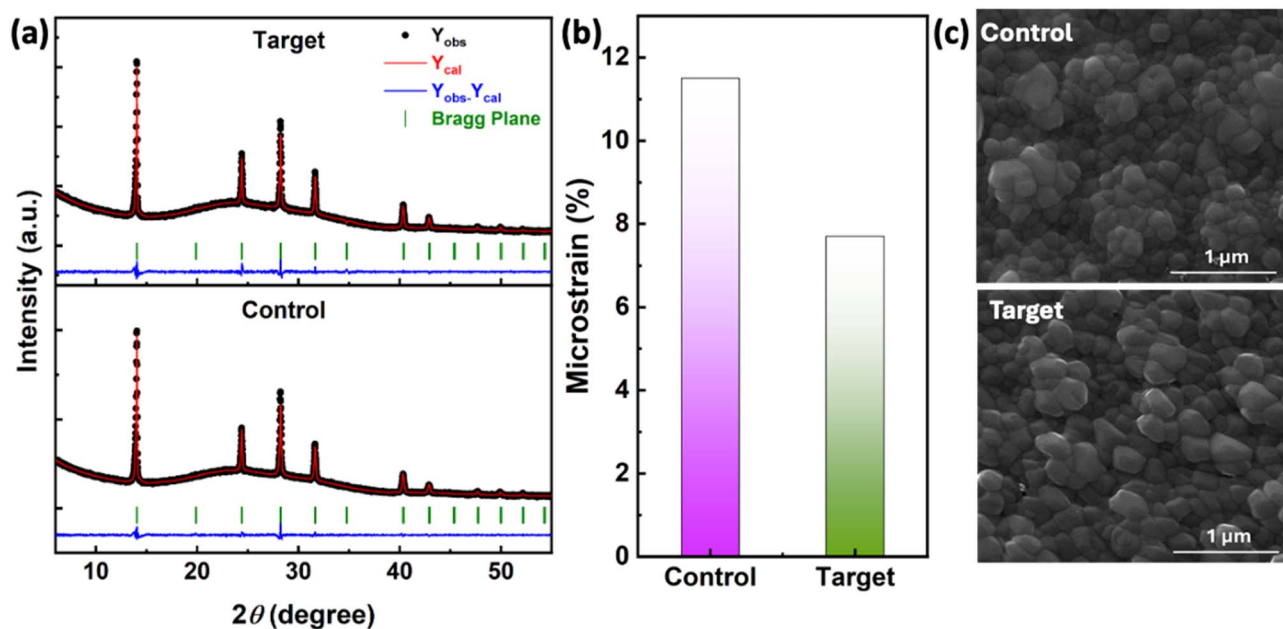 (a)
Target
Y_obs
Y_cal
Y_obs-Y_cal
Bragg Plane
Control
Intensity (a.u.)
10 20 30 40 50
2θ (degree)
(b)
Microstrain (%)
12
10
8
6
4
2
0
Control Target
(c)
Control
1 µm
Target
1 µm